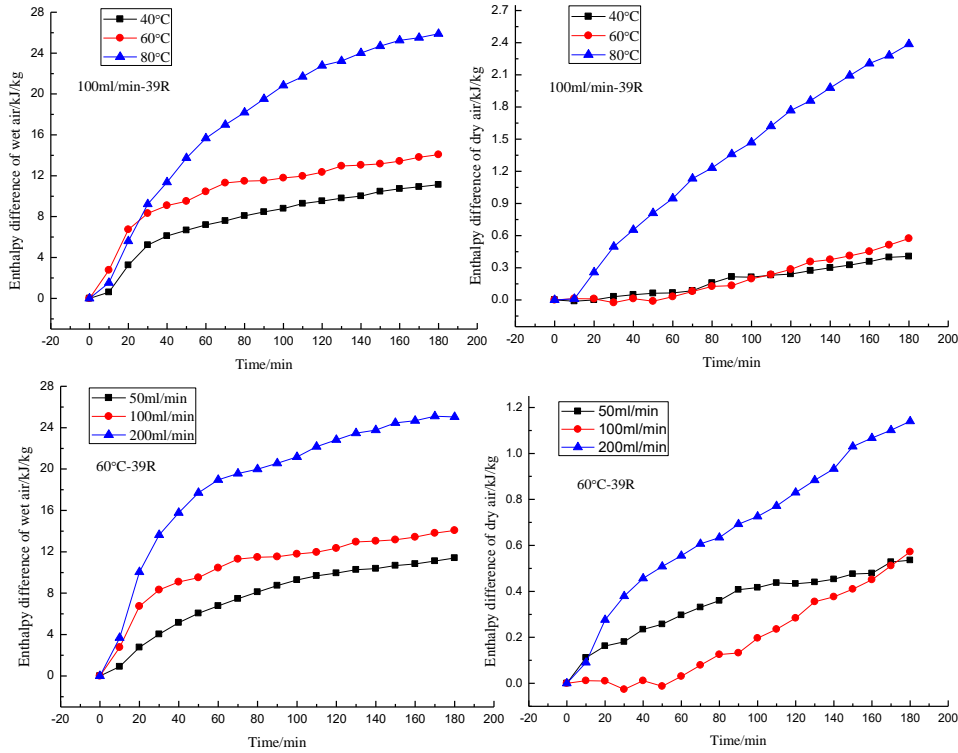 40°C
60°C
80°C
100ml/min-39R
Enthalpy difference of wet air/kJ/kg
28
24
20
16
12
8
4
0
-20 0 20 40 60 80 100 120 140 160 180 200
Time/min
40°C
60°C
80°C
100ml/min-39R
Enthalpy difference of dry air/kJ/kg
2.7
2.4
2.1
1.8
1.5
1.2
0.9
0.6
0.3
0.0
-20 0 20 40 60 80 100 120 140 160 180 200
Time/min
50ml/min
100ml/min
200ml/min
60°C-39R
Enthalpy difference of wet air/kJ/kg
28
24
20
16
12
8
4
0
-20 0 20 40 60 80 100 120 140 160 180 200
Time/min
50ml/min
100ml/min
200ml/min
60°C-39R
Enthalpy difference of dry air/kJ/kg
1.2
1.0
0.8
0.6
0.4
0.2
0.0
-20 0 20 40 60 80 100 120 140 160 180 200
Time/min